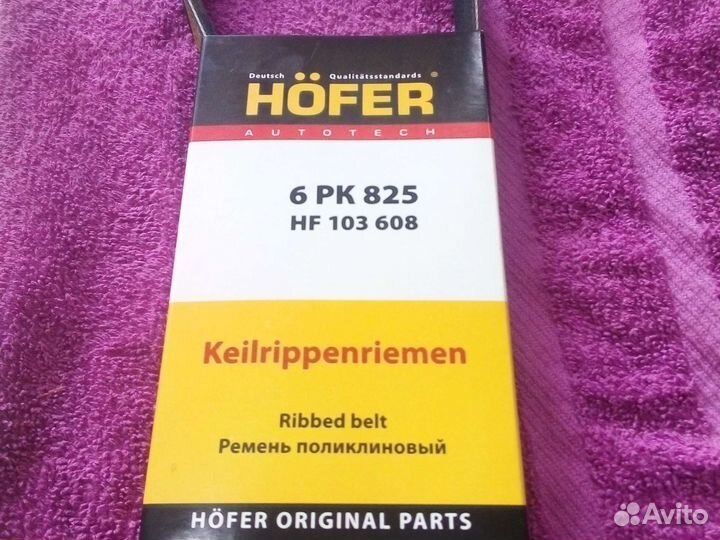 Deutsch Qualitätsstandards
HÖFER®
AUTOTECH
6 PK 825
HF 103 608
Keilrippenriemen
Ribbed belt
Ремень поликлиновый
HÖFER ORIGINAL PARTS
Avito